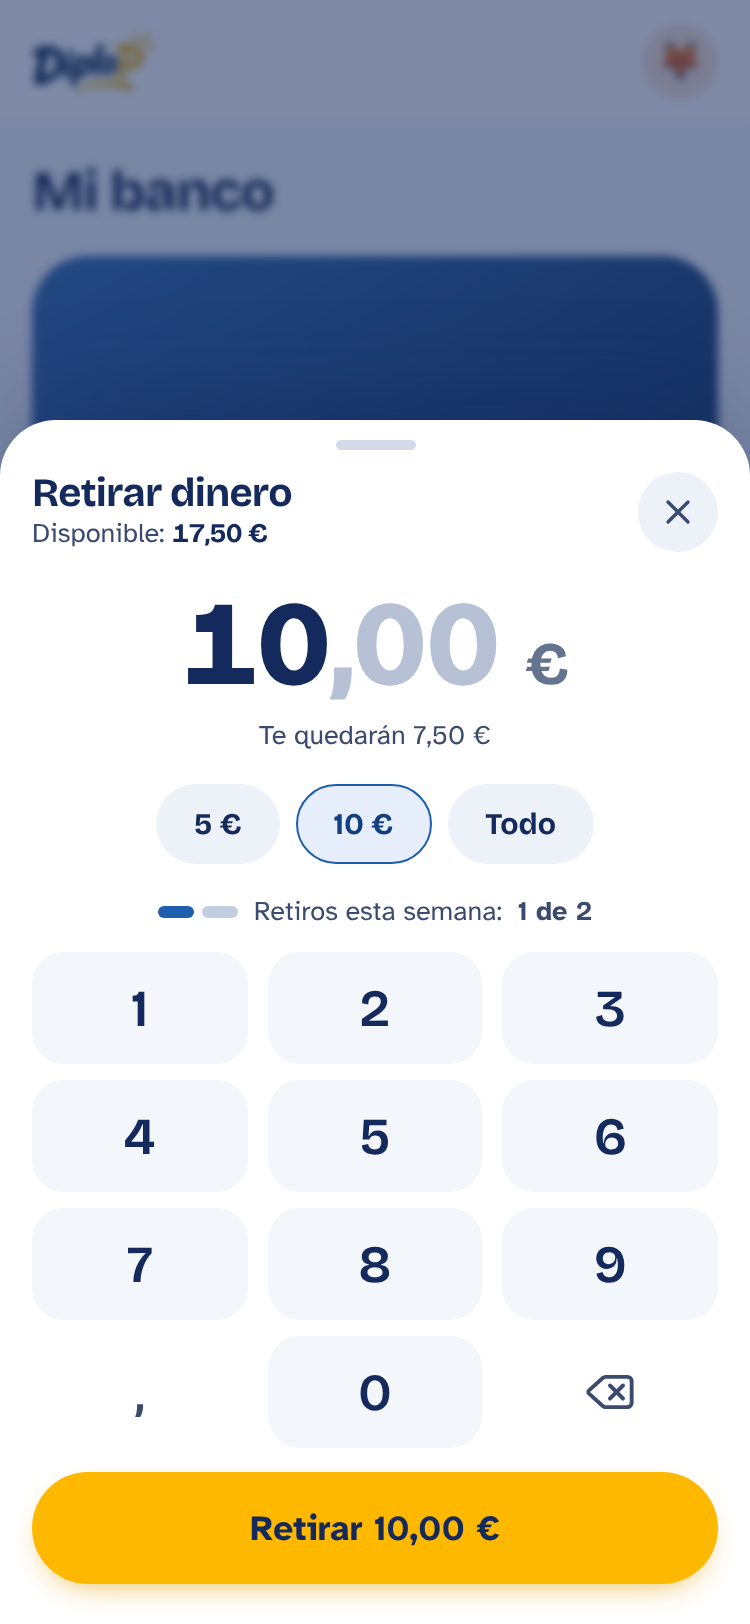 DiploP
Mi banco
Retirar dinero
Disponible: 17,50 €
10,00 €
Te quedarán 7,50 €
5 €
10 €
Todo
Retiros esta semana: 1 de 2
1
2
3
4
5
6
7
8
9
,
0
Retirar 10,00 €